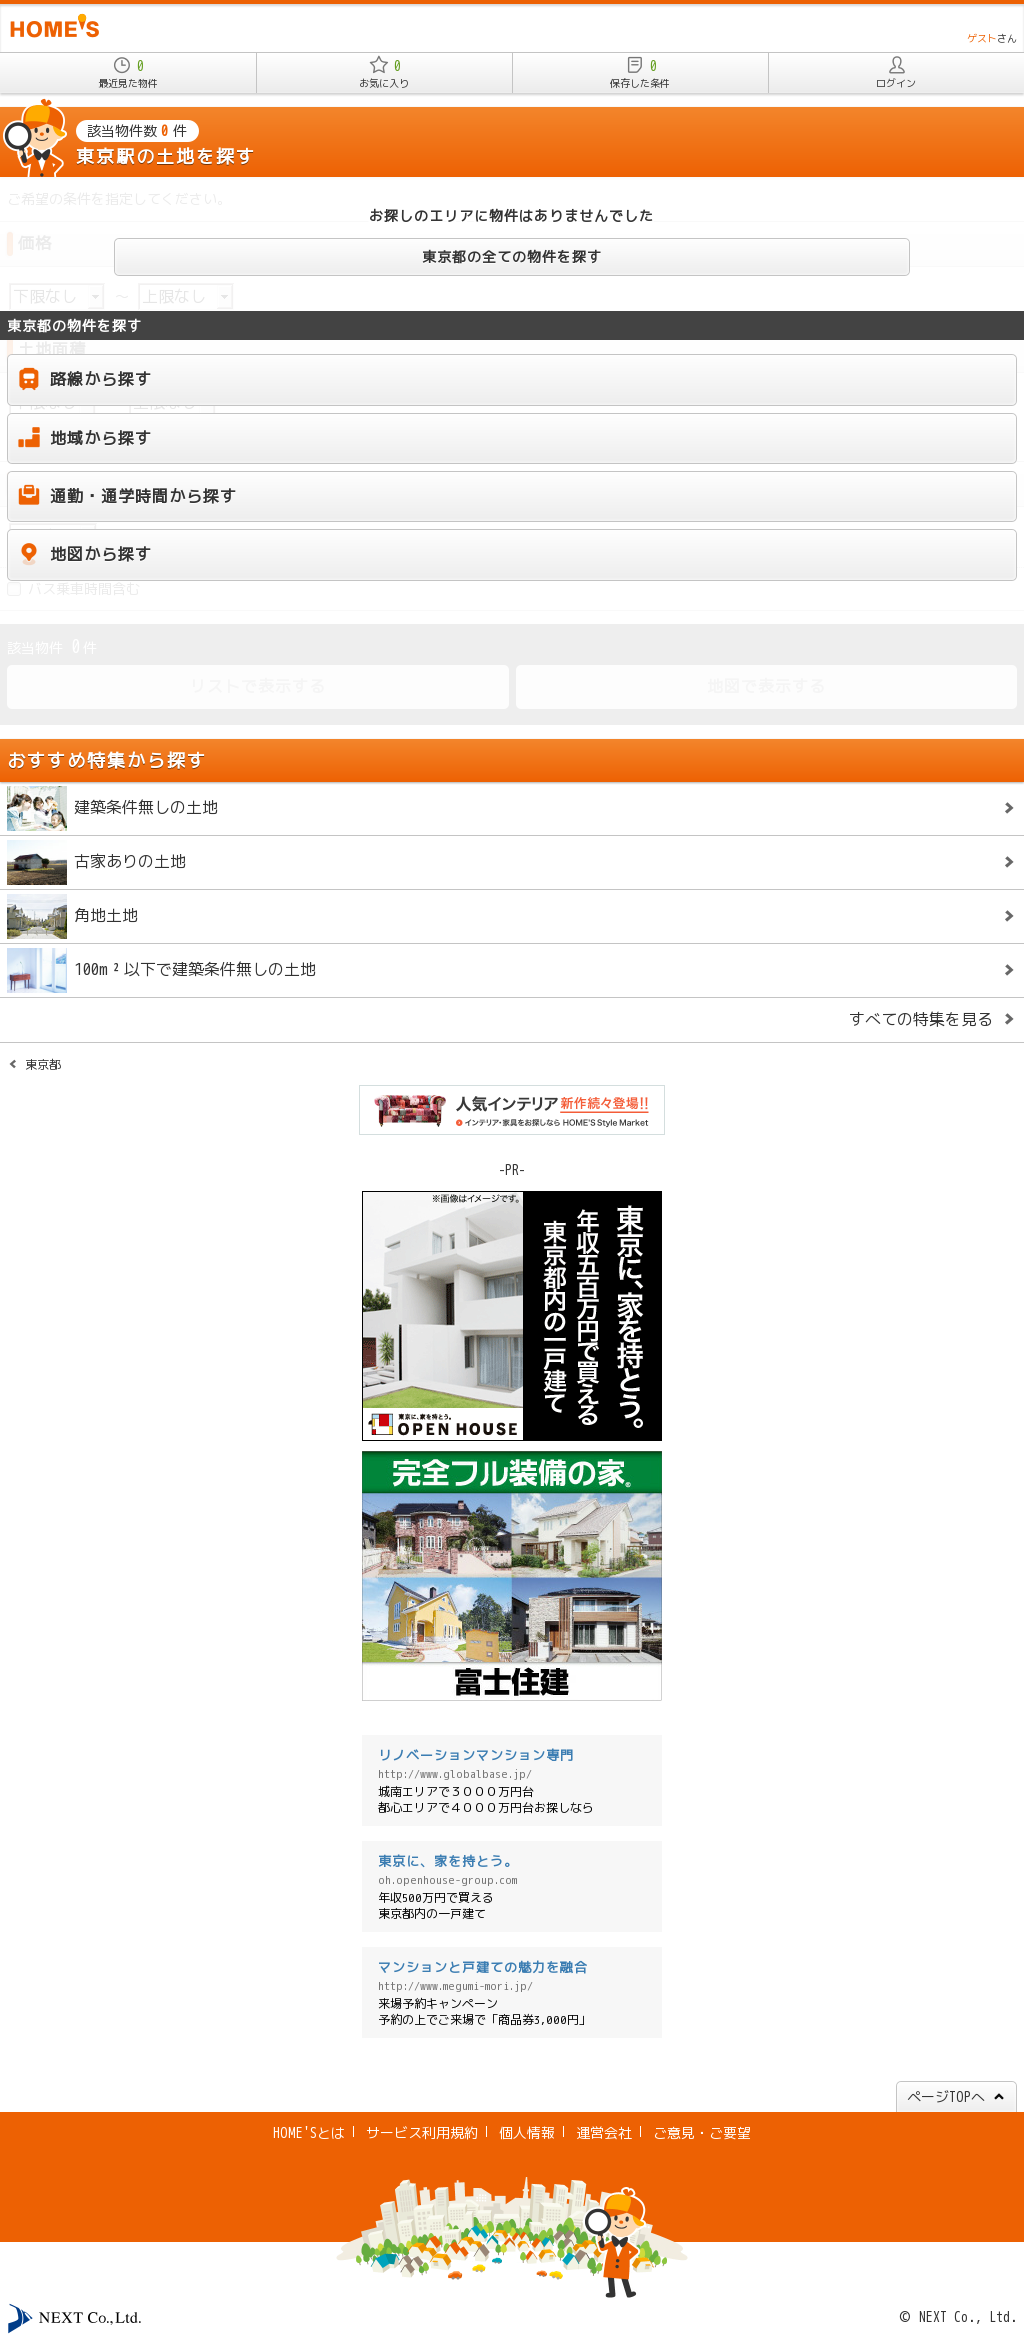 HOME'S
ゲストさん
0
最近見た物件
0
お気に入り
0
保存した条件
ログイン
該当物件数 0 件
東京駅の土地を探す
ご希望の条件を指定してください。
お探しのエリアに物件はありませんでした
価格
東京都の全ての物件を探す
下限なし ～ 上限なし
東京都の物件を探す
土地面積
路線から探す
地域から探す
通勤・通学時間から探す
地図から探す
バス乗車時間含む
該当物件 0 件
リストで表示する
地図で表示する
おすすめ特集から探す
建築条件無しの土地
古家ありの土地
角地土地
100m²以下で建築条件無しの土地
すべての特集を見る
東京都
人気インテリア 新作続々登場!!
インテリア・家具をお探しなら HOME'S Style Market
-PR-
※画像はイメージです。
東京に、家を持とう。
年収五百万円で買える
東京都内の一戸建て
東京に、家を持とう。
OPEN HOUSE
完全フル装備の家®
富士住建
リノベーションマンション専門
http://www.globalbase.jp/
城南エリアで３０００万円台
都心エリアで４０００万円台お探しなら
東京に、家を持とう。
oh.openhouse-group.com
年収500万円で買える
東京都内の一戸建て
マンションと戸建ての魅力を融合
http://www.megumi-mori.jp/
来場予約キャンペーン
予約の上でご来場で「商品券3,000円」
ページTOPへ
HOME'Sとは | サービス利用規約 | 個人情報 | 運営会社 | ご意見・ご要望
NEXT Co.,Ltd.
© NEXT Co., Ltd.